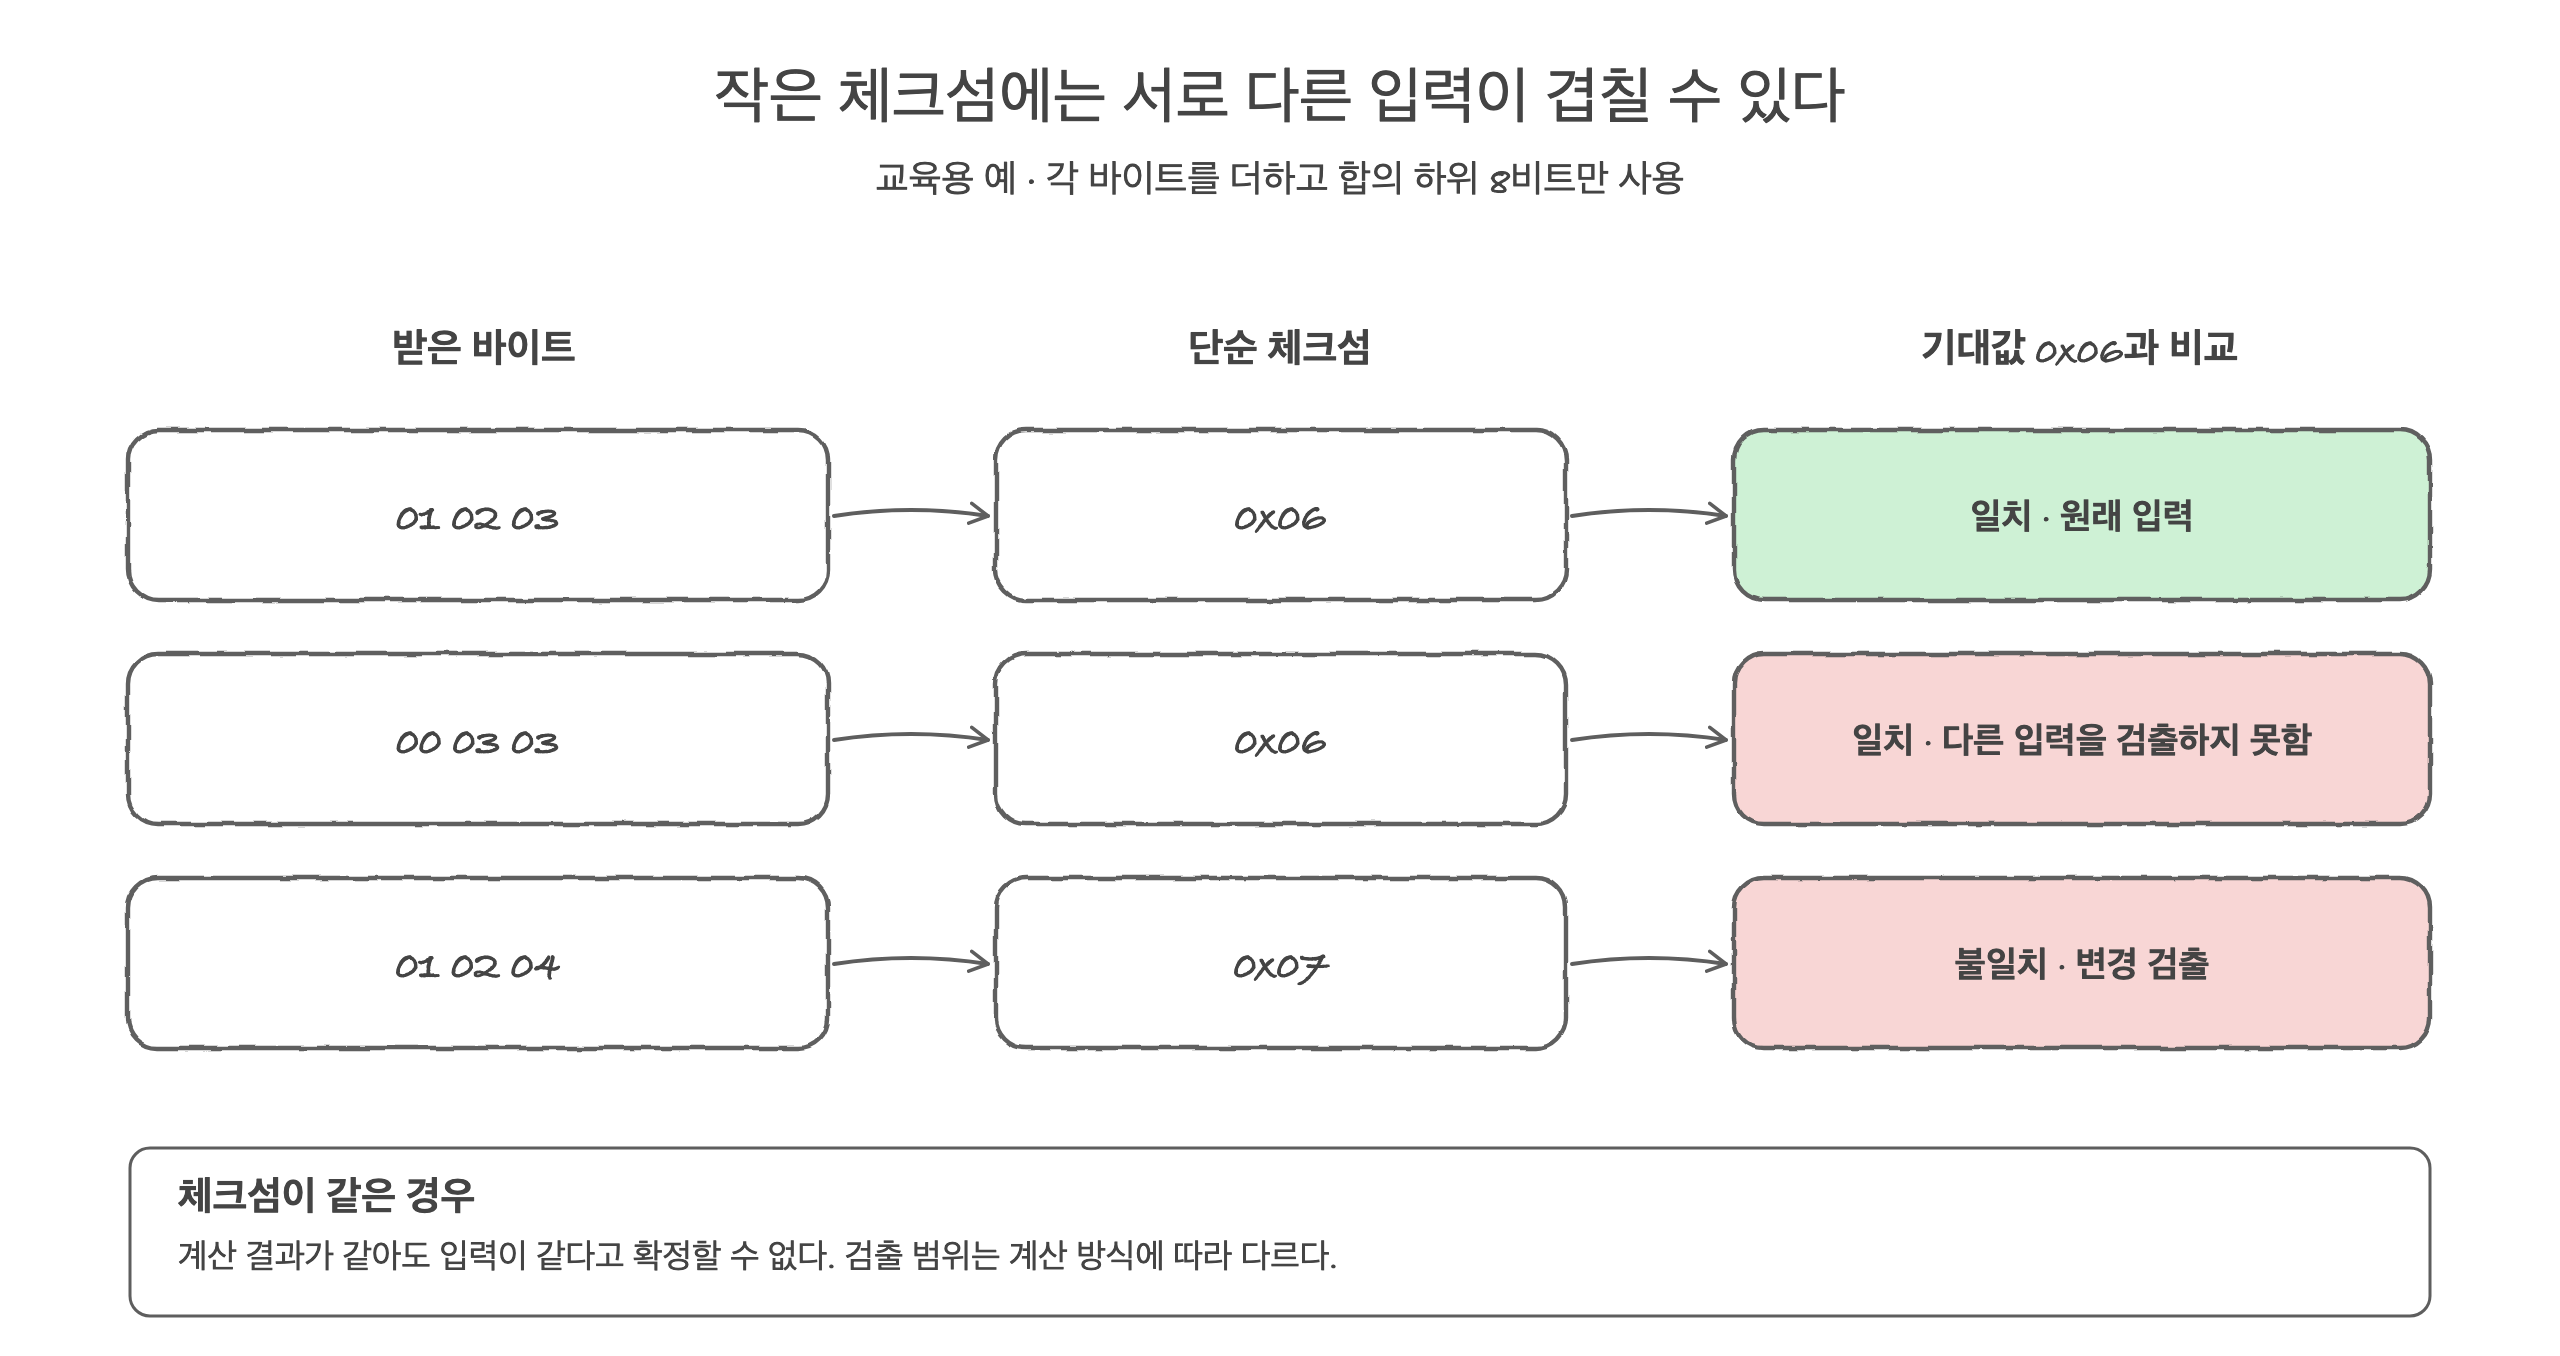 작은 체크섬에는 서로 다른 입력이 겹칠 수 있다
교육용 예 · 각 바이트를 더하고 합의 하위 8비트만 사용
받은 바이트
단순 체크섬
기대값 0x06과 비교
01 02 03
0x06
일치 · 원래 입력
00 03 03
0x06
일치 · 다른 입력을 검출하지 못함
01 02 04
0x07
불일치 · 변경 검출
체크섬이 같은 경우
계산 결과가 같아도 입력이 같다고 확정할 수 없다. 검출 범위는 계산 방식에 따라 다르다.